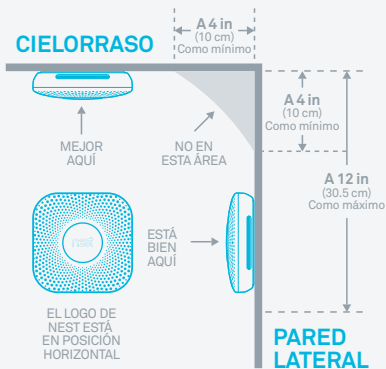 CIELORRASO
A 4 in
(10 cm)
Como mínimo
A 4 in
(10 cm)
Como mínimo
MEJOR
AQUÍ
NO EN
ESTA ÁREA
A 12 in
(30.5 cm)
Como máximo
ESTÁ
BIEN
AQUÍ
EL LOGO DE
NEST ESTÁ
EN POSICIÓN
HORIZONTAL
PARED
LATERAL